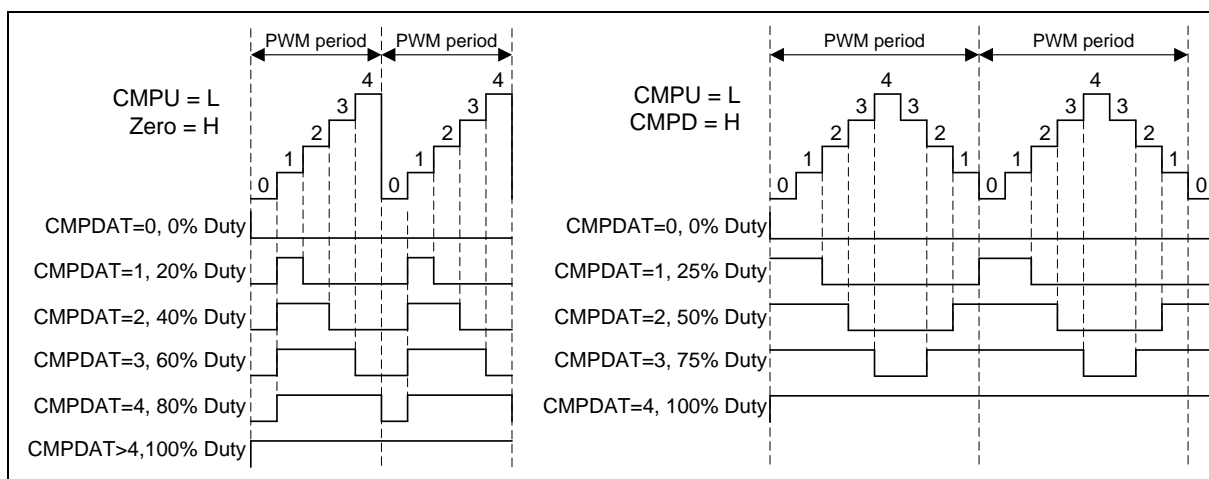 PWM period PWM period
CMPU = L
Zero = H
0 1 2 3 4 0 1 2 3 4
CMPDAT=0, 0% Duty
CMPDAT=1, 20% Duty
CMPDAT=2, 40% Duty
CMPDAT=3, 60% Duty
CMPDAT=4, 80% Duty
CMPDAT>4,100% Duty
PWM period PWM period
CMPU = L
CMPD = H
0 1 2 3 4 3 2 1 0 1 2 3 4 3 2 1 0
CMPDAT=0, 0% Duty
CMPDAT=1, 25% Duty
CMPDAT=2, 50% Duty
CMPDAT=3, 75% Duty
CMPDAT=4, 100% Duty